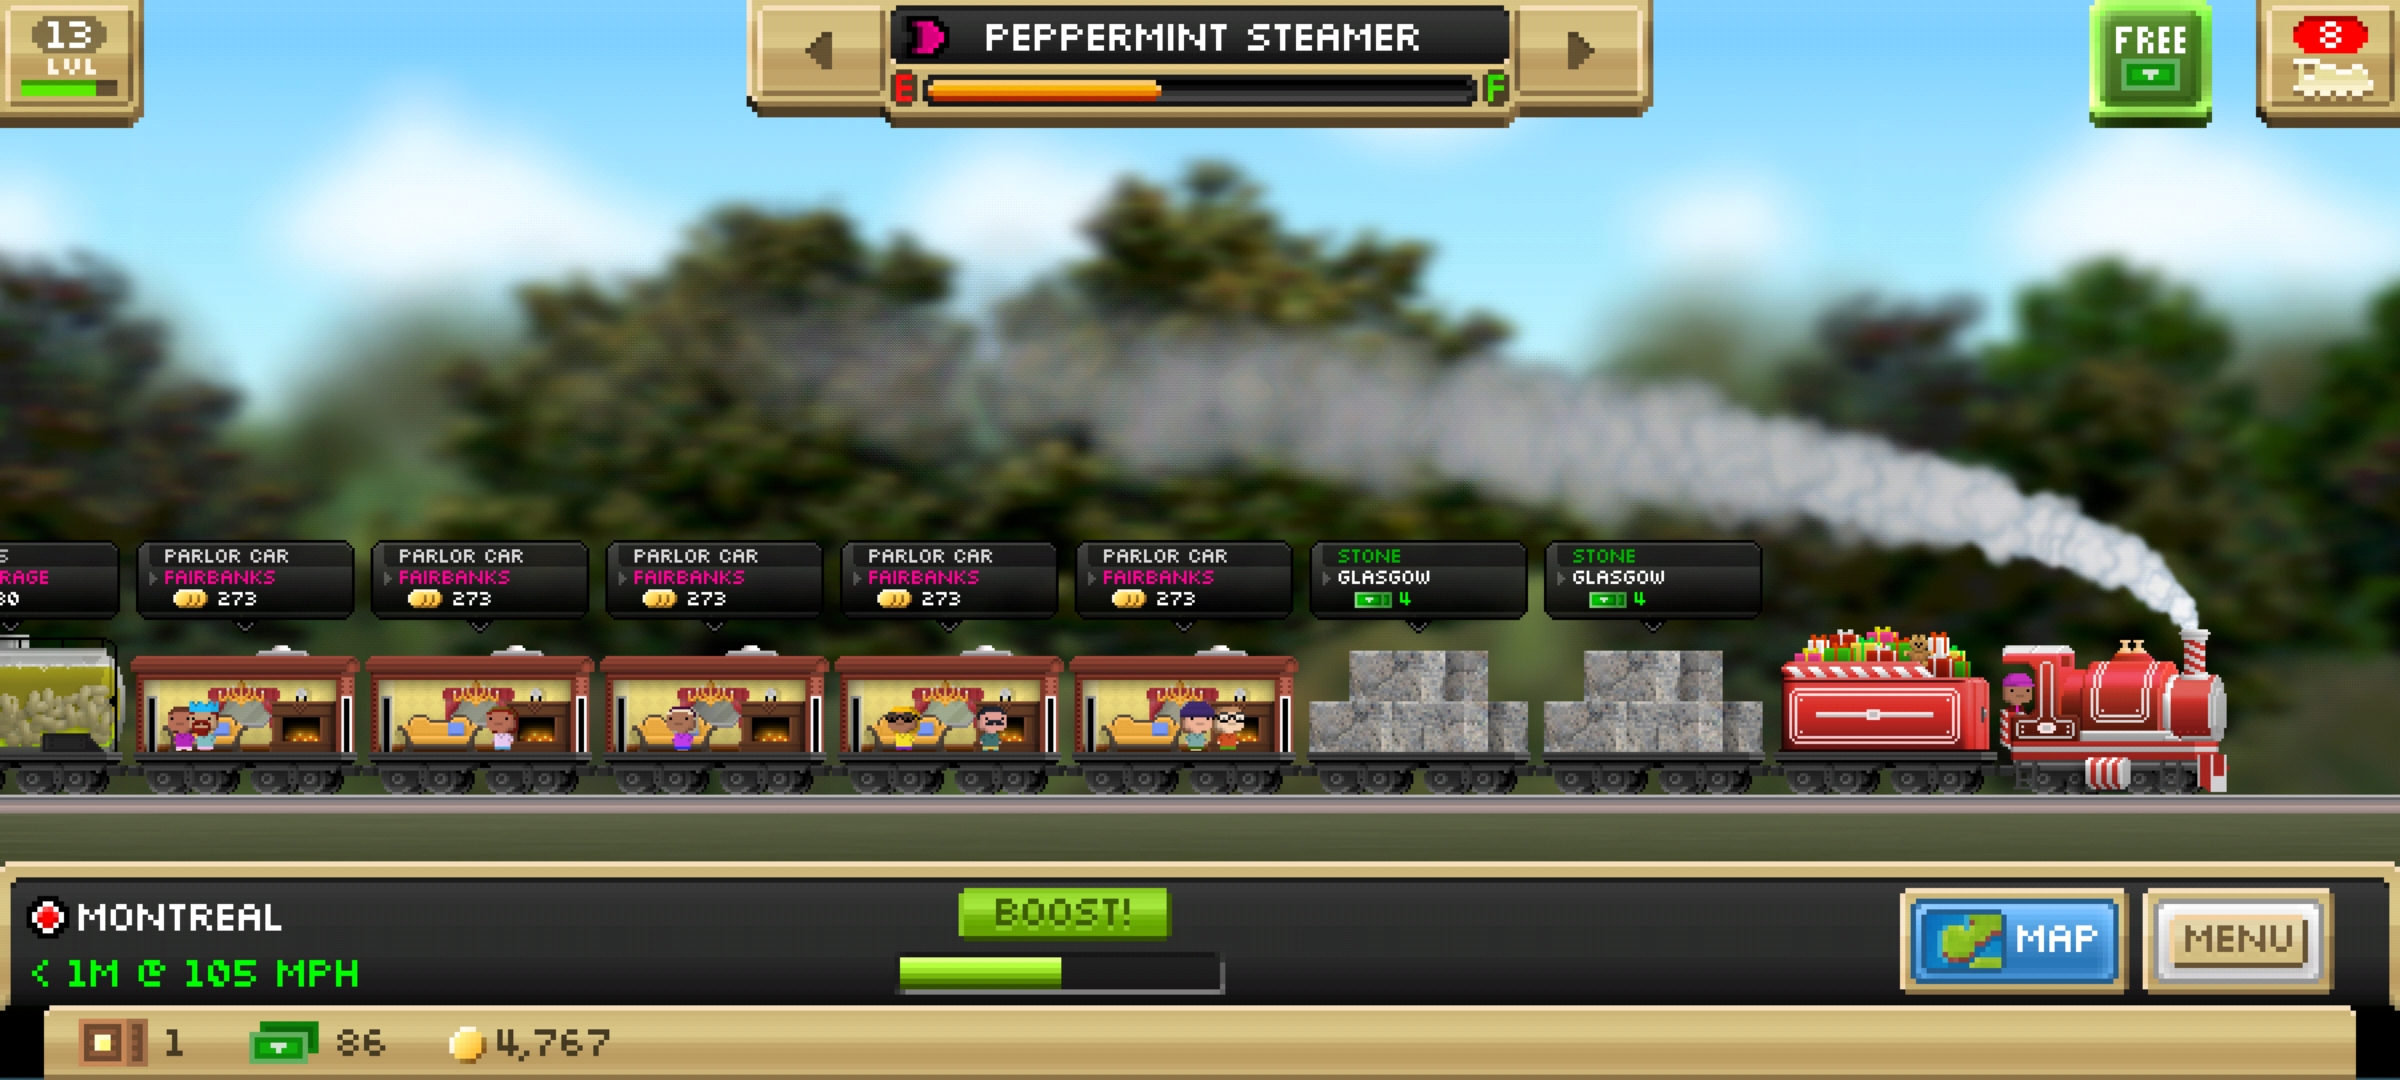 13
LVL
PEPPERMINT STEAMER
E F
FREE
8
PARLOR CAR
FAIRBANKS
273
PARLOR CAR
FAIRBANKS
273
PARLOR CAR
FAIRBANKS
273
PARLOR CAR
FAIRBANKS
273
PARLOR CAR
FAIRBANKS
273
STONE
GLASGOW
4
STONE
GLASGOW
4
MONTREAL
< 1M @ 105 MPH
BOOST!
MAP
MENU
1
86
4,767